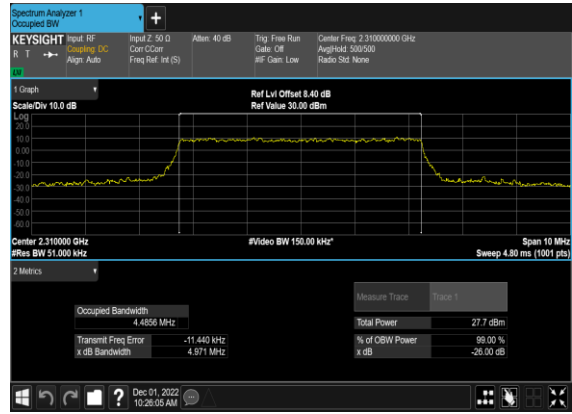 Spectrum Analyzer 1
Occupied BW
+
KEYSIGHT Input: RF Input Z: 50 Ω Atten: 40 dB Trig: Free Run Center Freq: 2.310000000 GHz
R T Coupling: DC Corr CCorr Gate: Off Avg|Hold: 500/500
Align: Auto Freq Ref: Int (S) #IF Gain: Low Radio Std: None
LW
1 Graph
Ref Lvl Offset 8.40 dB
Scale/Div 10.0 dB Ref Value 30.00 dBm
Log
20.0
10.0
0.00
-10.0
-20.0
-30.0
-40.0
-50.0
-60.0
Center 2.310000 GHz #Video BW 150.00 kHz* Span 10 MHz
#Res BW 51.000 kHz Sweep 4.80 ms (1001 pts)
2 Metrics
Measure Trace Trace 1
Occupied Bandwidth
4.4856 MHz Total Power 27.7 dBm
Transmit Freq Error -11.440 kHz % of OBW Power 99.00 %
x dB Bandwidth 4.971 MHz x dB -26.00 dB
? Dec 01, 2022
10:26:05 AM